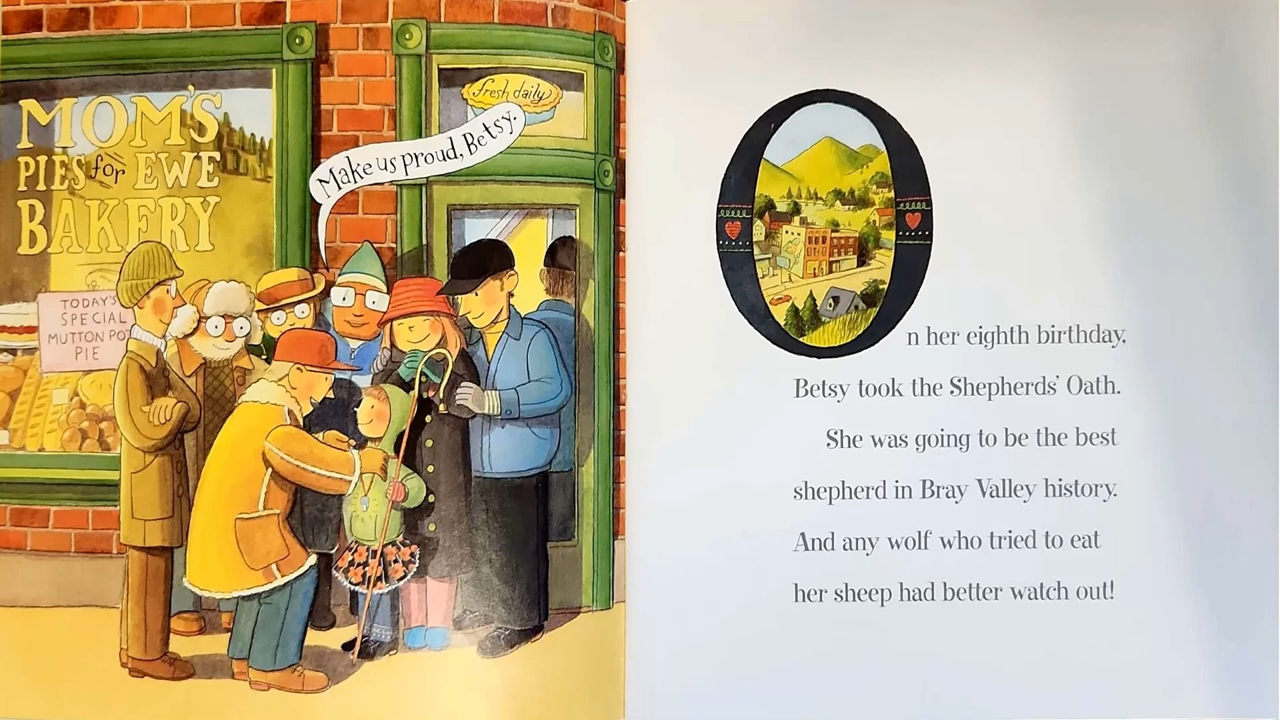 MOM'S
PIES for EWE
BAKERY
fresh daily
Make us proud, Betsy.
TODAY'S
SPECIAL
MUTTON POT
PIE
On her eighth birthday,
Betsy took the Shepherds' Oath.
She was going to be the best
shepherd in Bray Valley history.
And any wolf who tried to eat
her sheep had better watch out!